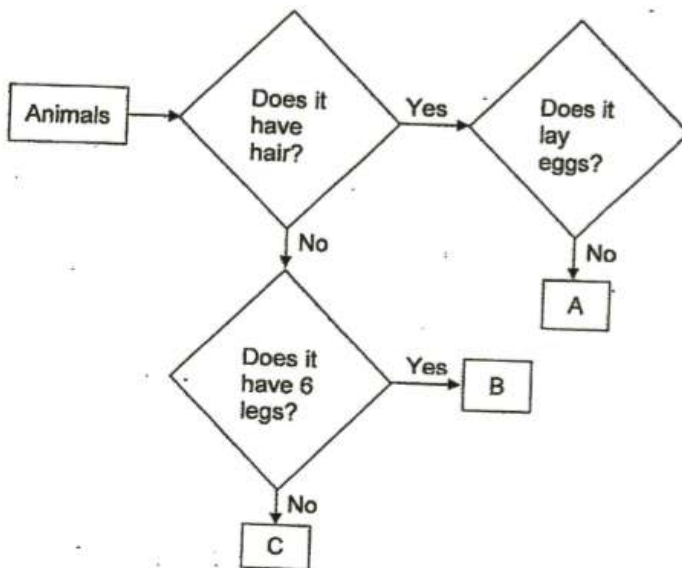 Animals
Does it
have
hair?
Yes
Does it
lay
eggs?
No
No
A
Does it
have 6
legs?
Yes
B
No
C